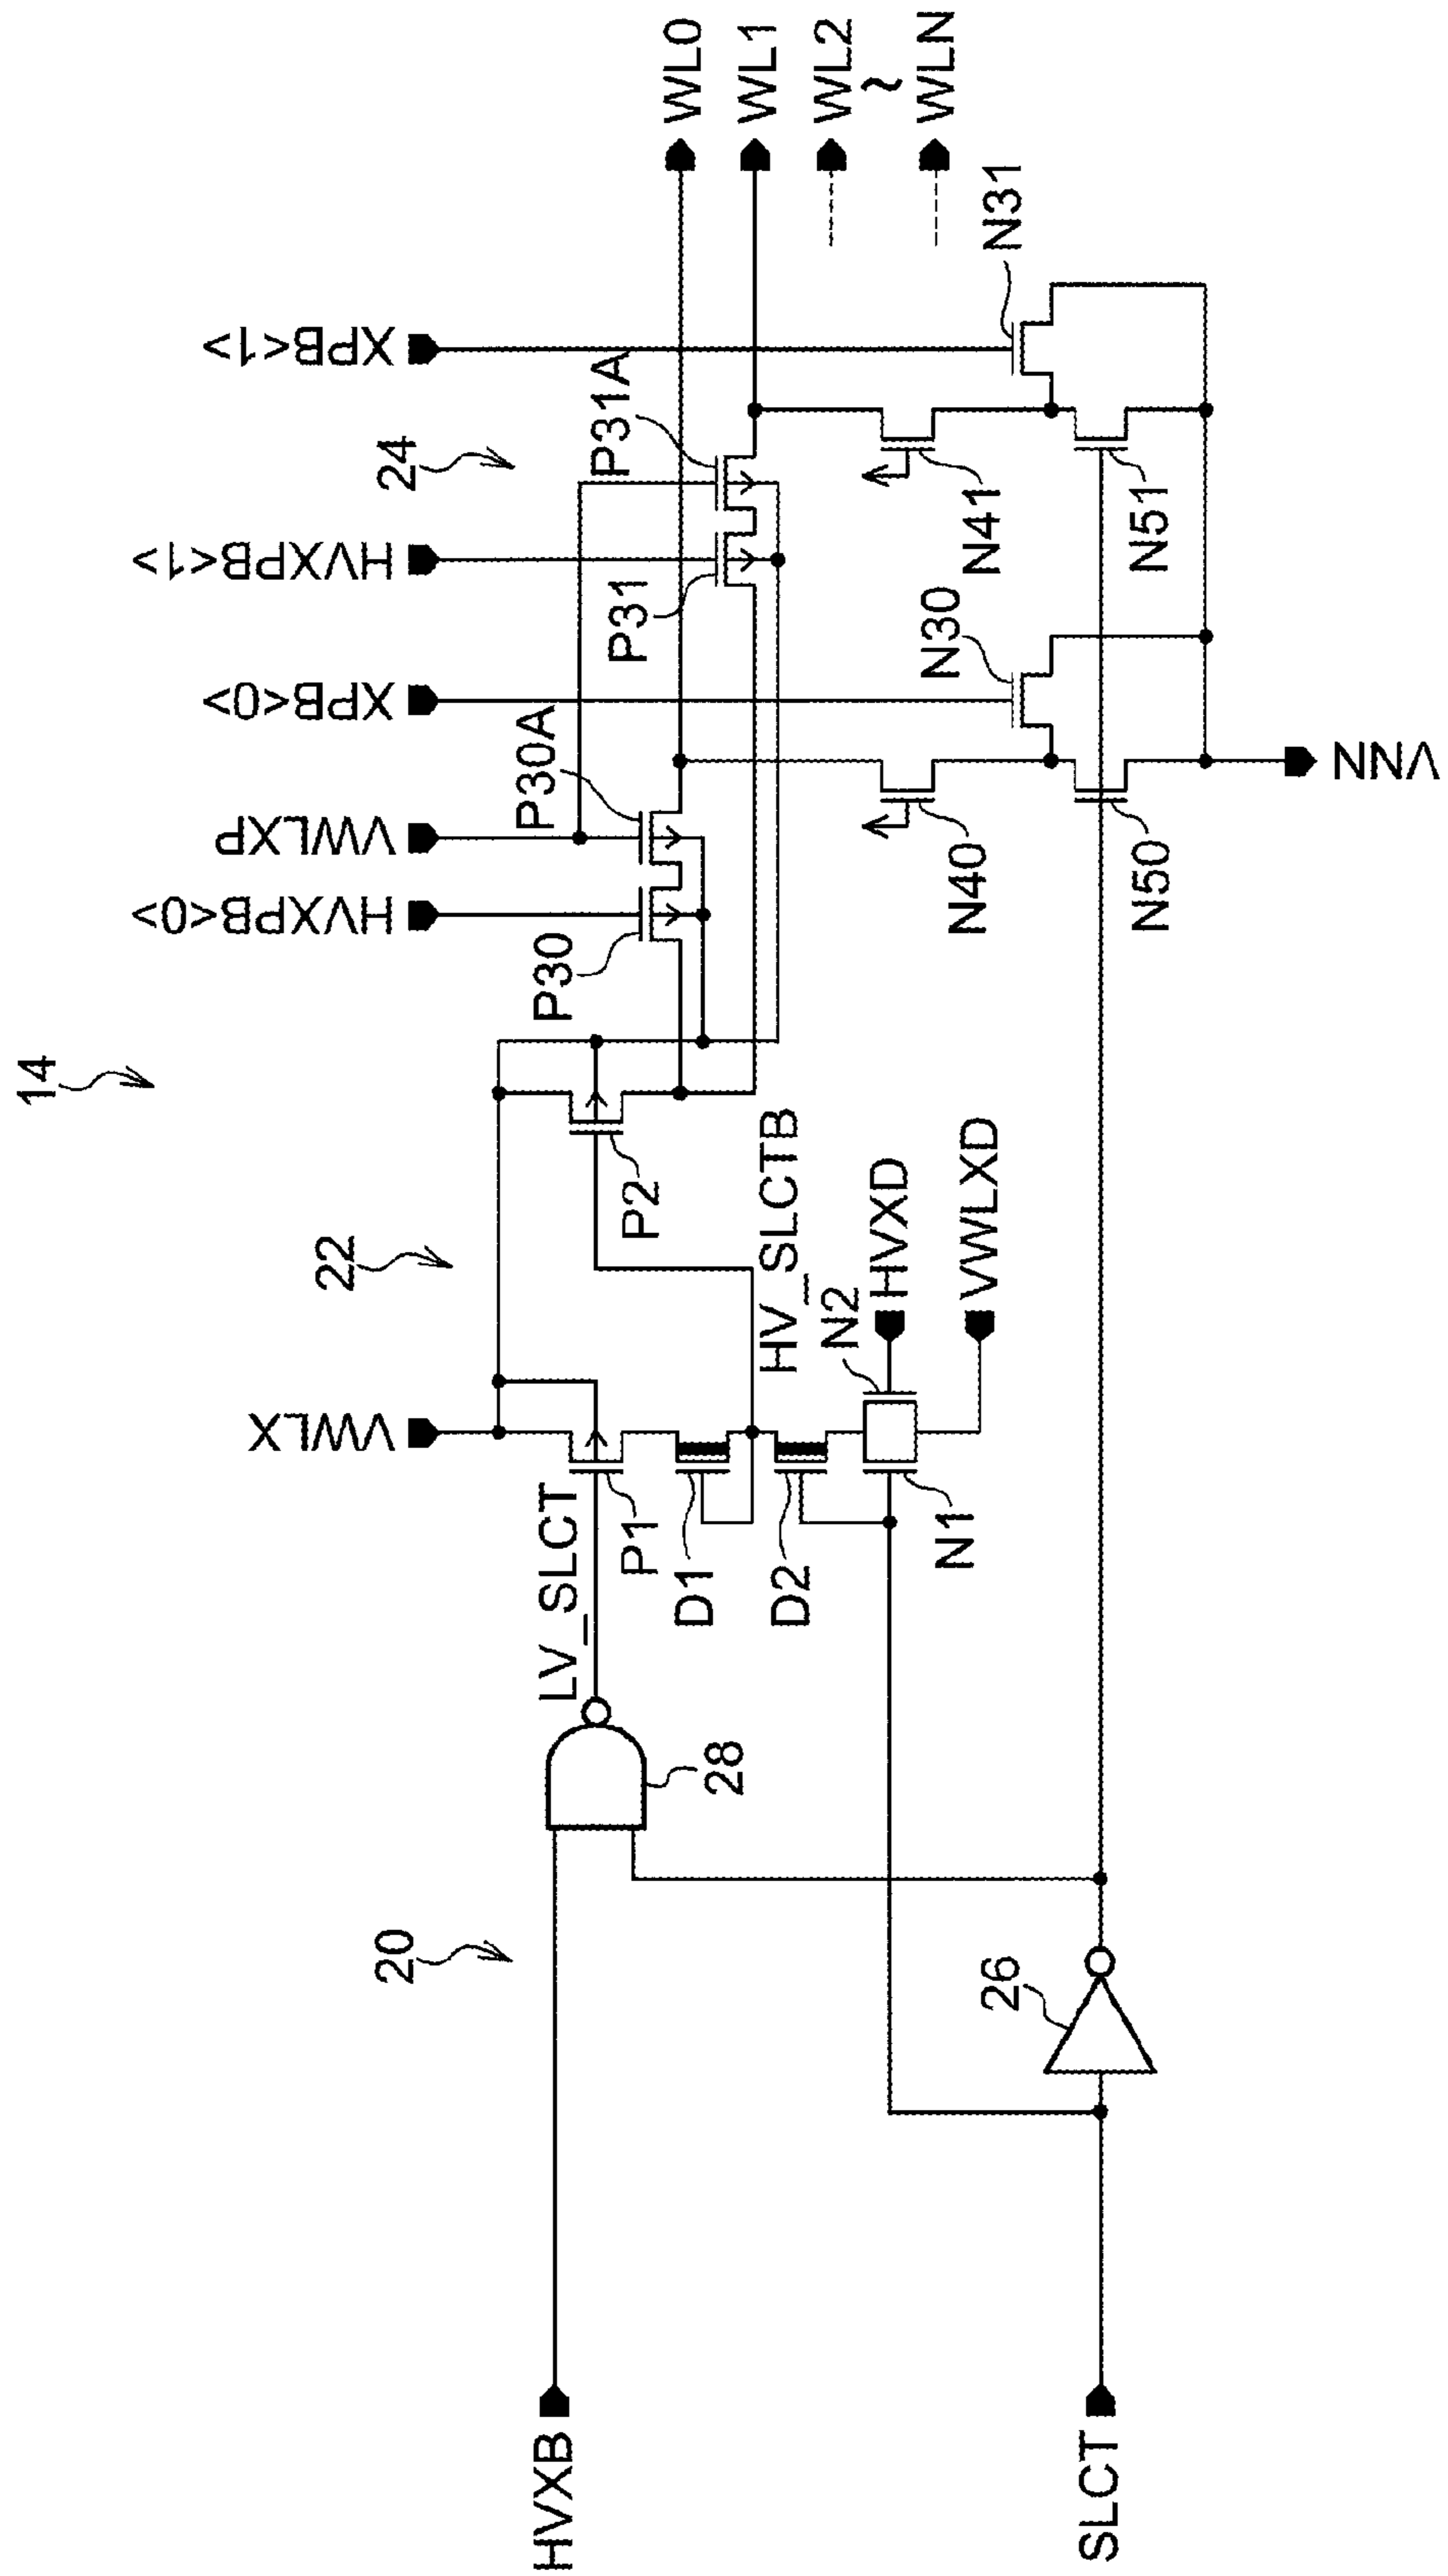 14
22
24
20
VWLX
HVXPB<0>
VWLXP
XPB<0>
HVXPB<1>
XPB<1>
HVXB
SLCT
LV_SLCT
HV_SLCTB
28
26
P1
D1
D2
N1
N2
HVXD
VWLXD
P2
P30
P30A
P31
P31A
N40
N30
N50
N41
N31
N51
VNN
WL0
WL1
WL2
~
WLN